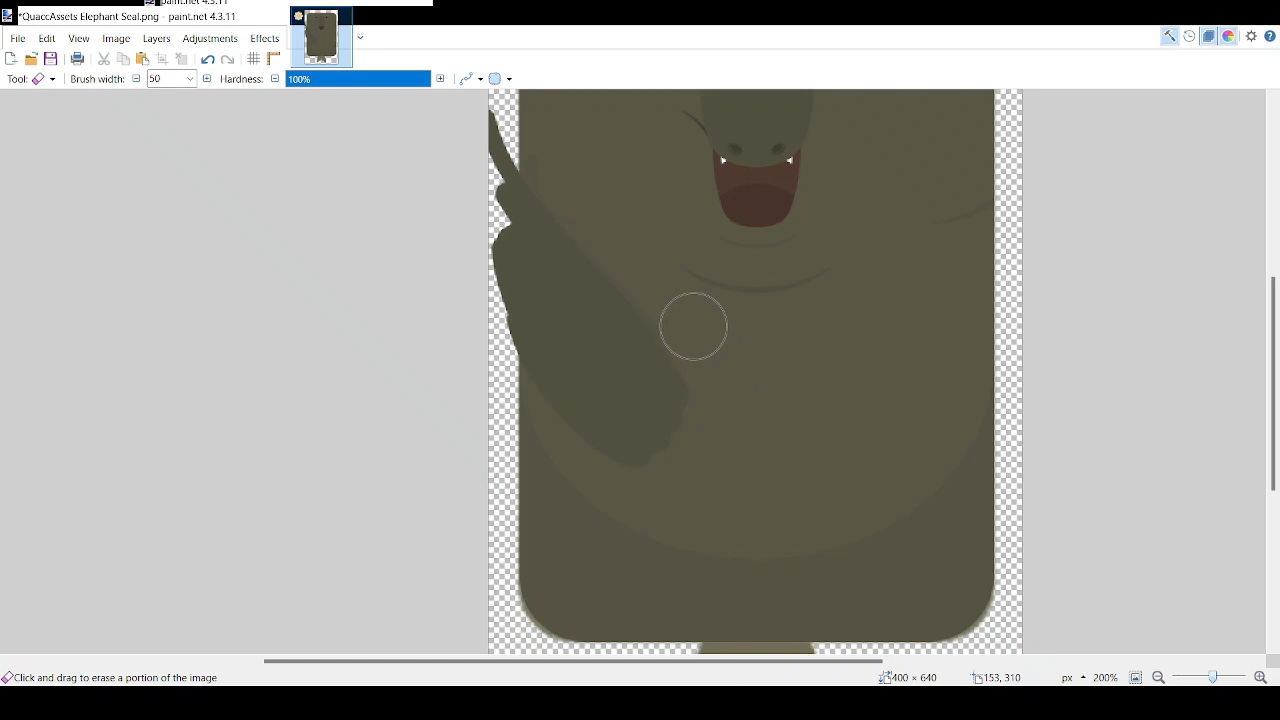 paint.net 4.3.11
*QuaccAssets Elephant Seal.png - paint.net 4.3.11
File Edit View Image Layers Adjustments Effects
Tool: Brush width: 50 Hardness: 100%
Click and drag to erase a portion of the image 400 × 640 153, 310 px 200%